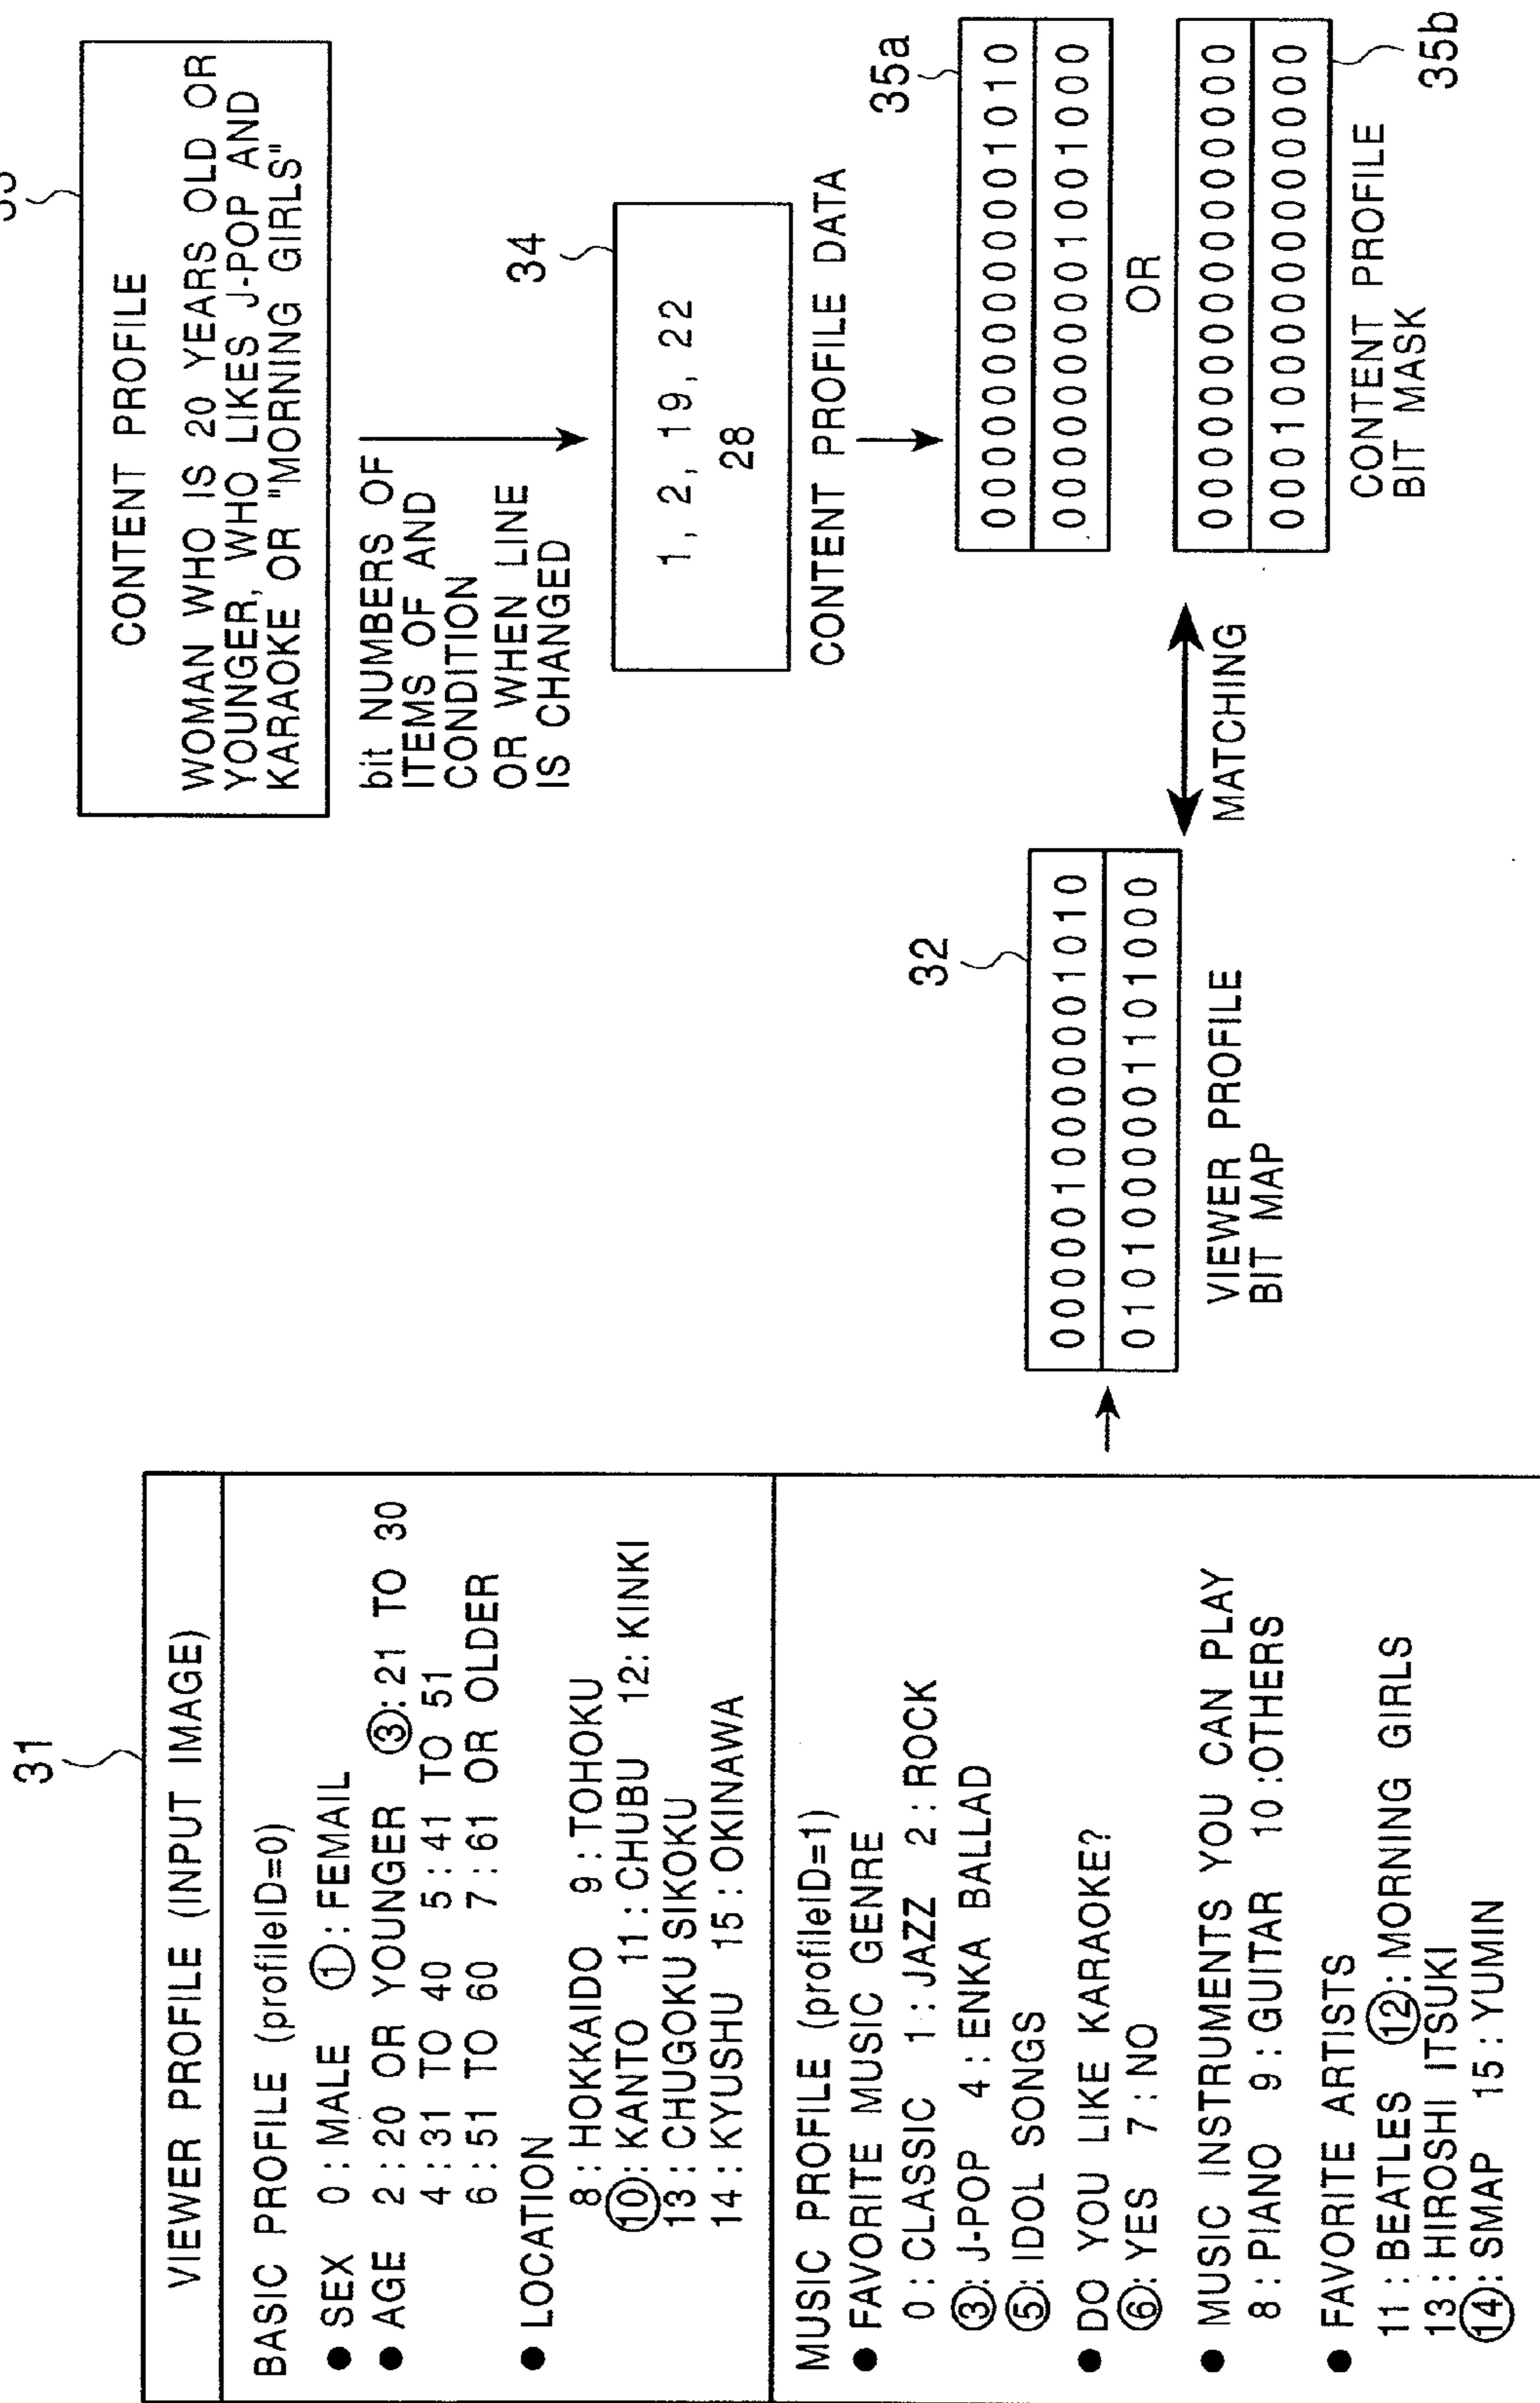 31
VIEWER PROFILE (INPUT IMAGE)
BASIC PROFILE (profileID=0)
● SEX 0 : MALE ①: FEMAIL
● AGE 2 : 20 OR YOUNGER ③: 21 TO 30
4 : 31 TO 40 5 : 41 TO 51
6 : 51 TO 60 7 : 61 OR OLDER
● LOCATION
8 : HOKKAIDO 9 : TOHOKU
⑩: KANTO 11 : CHUBU 12: KINKI
13 : CHUGOKU SIKOKU
14 : KYUSHU 15 : OKINAWA
MUSIC PROFILE (profileID=1)
● FAVORITE MUSIC GENRE
0 : CLASSIC 1 : JAZZ 2 : ROCK
③: J-POP 4 : ENKA BALLAD
⑤: IDOL SONGS
● DO YOU LIKE KARAOKE?
⑥: YES 7 : NO
● MUSIC INSTRUMENTS YOU CAN PLAY
8 : PIANO 9 : GUITAR 10 :OTHERS
● FAVORITE ARTISTS
11 : BEATLES ⑫: MORNING GIRLS
13 : HIROSHI ITSUKI
⑭: SMAP 15 : YUMIN
32
0000010000001010
0101000001101000
VIEWER PROFILE
BIT MAP
MATCHING
CONTENT PROFILE
WOMAN WHO IS 20 YEARS OLD OR
YOUNGER, WHO LIKES J-POP AND
KARAOKE OR "MORNING GIRLS"
bit NUMBERS OF
ITEMS OF AND
CONDITION
OR WHEN LINE
IS CHANGED
34
1, 2, 19, 22
28
CONTENT PROFILE DATA
35a
0000000000001010
0000000001001000
OR
0000000000000000
0001000000000000
35b
CONTENT PROFILE
BIT MASK